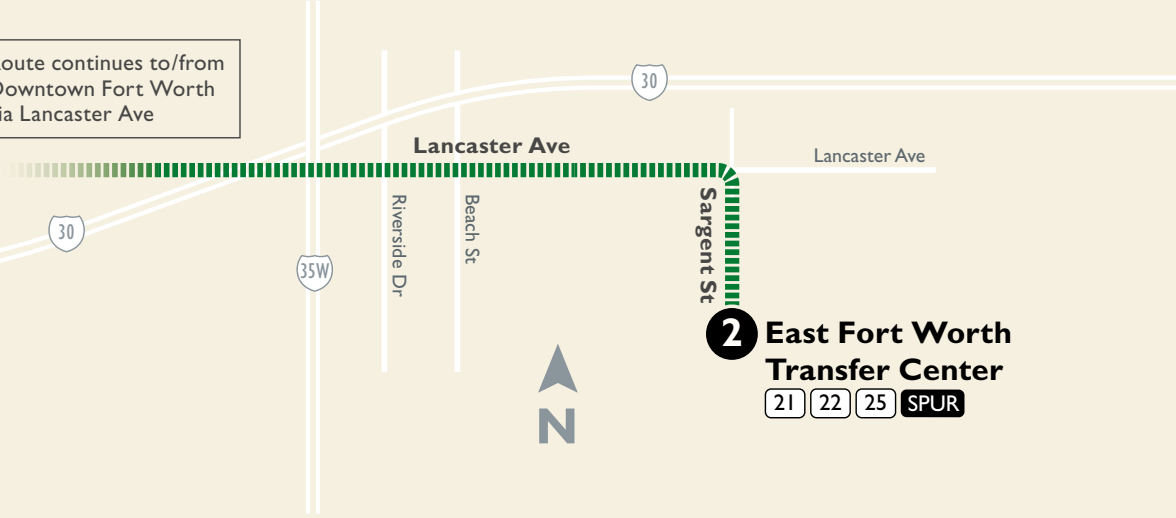 oute continues to/from
Downtown Fort Worth
ia Lancaster Ave
30
Lancaster Ave
Lancaster Ave
30
35W
Riverside Dr
Beach St
Sargent St
2
East Fort Worth
Transfer Center
21 22 25 SPUR
N